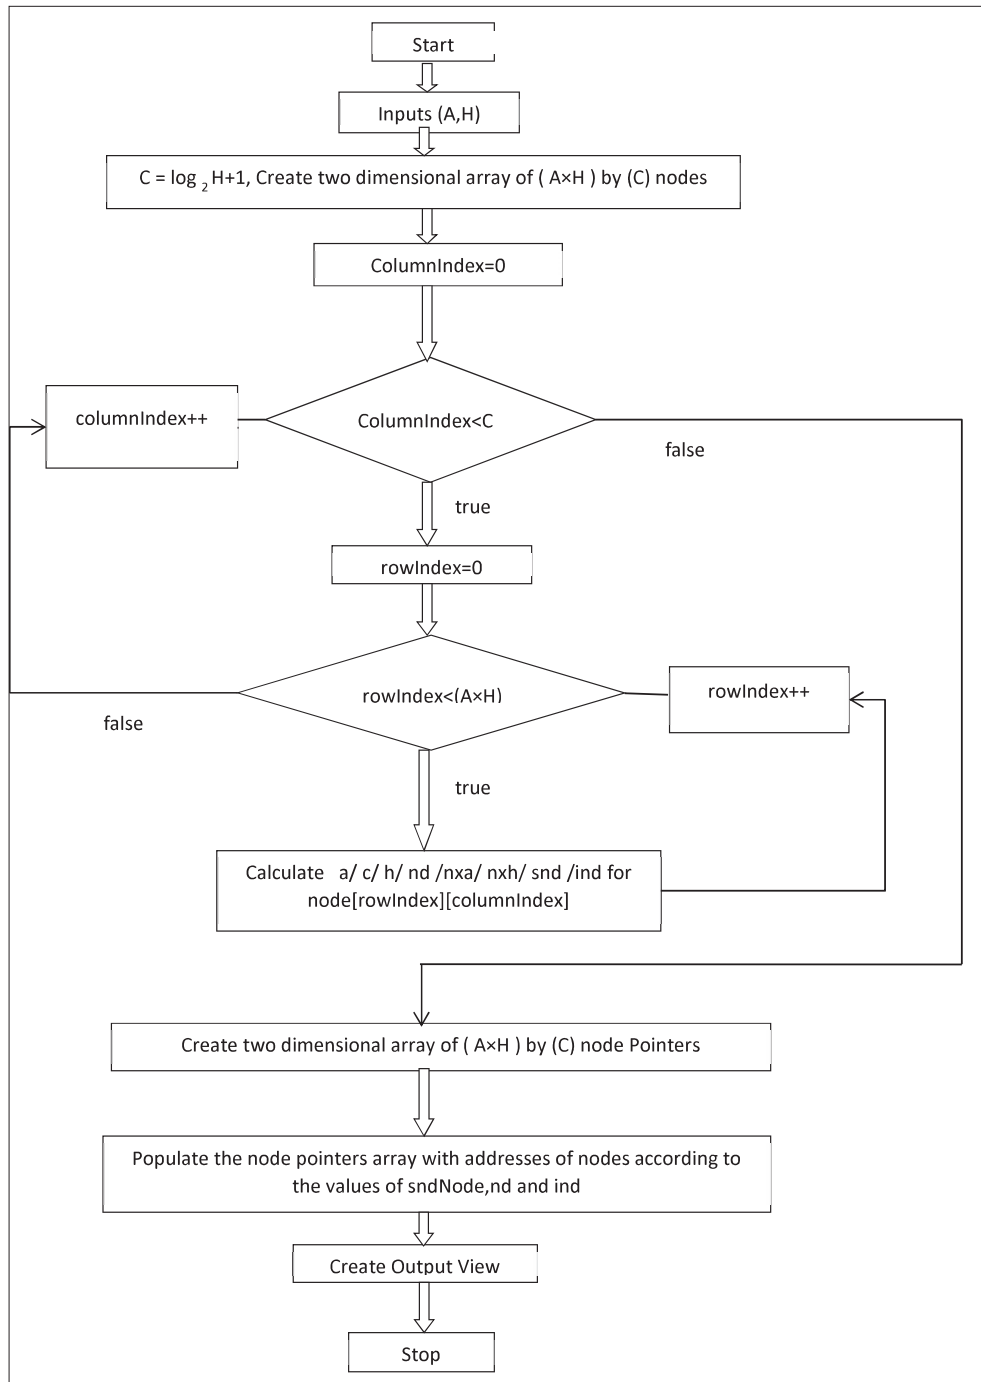 Start
Inputs (A,H)
C = log 2 H+1, Create two dimensional array of ( A×H ) by (C) nodes
ColumnIndex=0
columnIndex++
ColumnIndex<C
false
true
rowIndex=0
rowIndex<(A×H)
rowIndex++
false
true
Calculate a/ c/ h/ nd /nxa/ nxh/ snd /ind for
node[rowIndex][columnIndex]
Create two dimensional array of ( A×H ) by (C) node Pointers
Populate the node pointers array with addresses of nodes according to
the values of sndNode,nd and ind
Create Output View
Stop